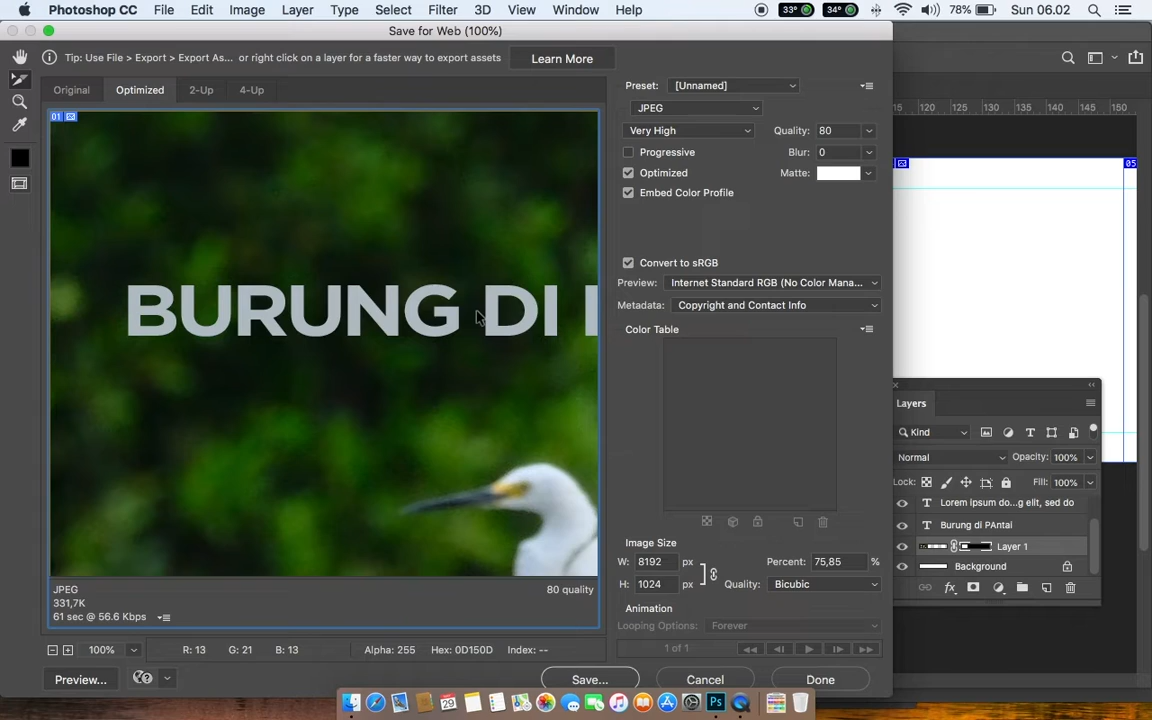 Photoshop CC File Edit Image Layer Type Select Filter 3D View Window Help 33° 34° 78% Sun 06.02
Save for Web (100%)
Tip: Use File > Export > Export As... or right click on a layer for a faster way to export assets Learn More
Original Optimized 2-Up 4-Up
Preset: [Unnamed]
JPEG
Very High Quality: 80
Progressive Blur: 0
Optimized Matte:
Embed Color Profile
Convert to sRGB
Preview: Internet Standard RGB (No Color Mana...
Metadata: Copyright and Contact Info
Color Table
01
BURUNG DI
Image Size
W: 8192 px Percent: 75,85 %
H: 1024 px Quality: Bicubic
Animation
Looping Options: Forever
1 of 1
JPEG 80 quality
331,7K
61 sec @ 56.6 Kbps
100% R: 13 G: 21 B: 13 Alpha: 255 Hex: 0D150D Index: --
Preview... Save... Cancel Done
120 125 130 135 140 145 150
05
Layers
Kind
Normal Opacity: 100%
Lock: Fill: 100%
Lorem ipsum do...g elit, sed do
Burung di PAntai
Layer 1
Background
29
Ps